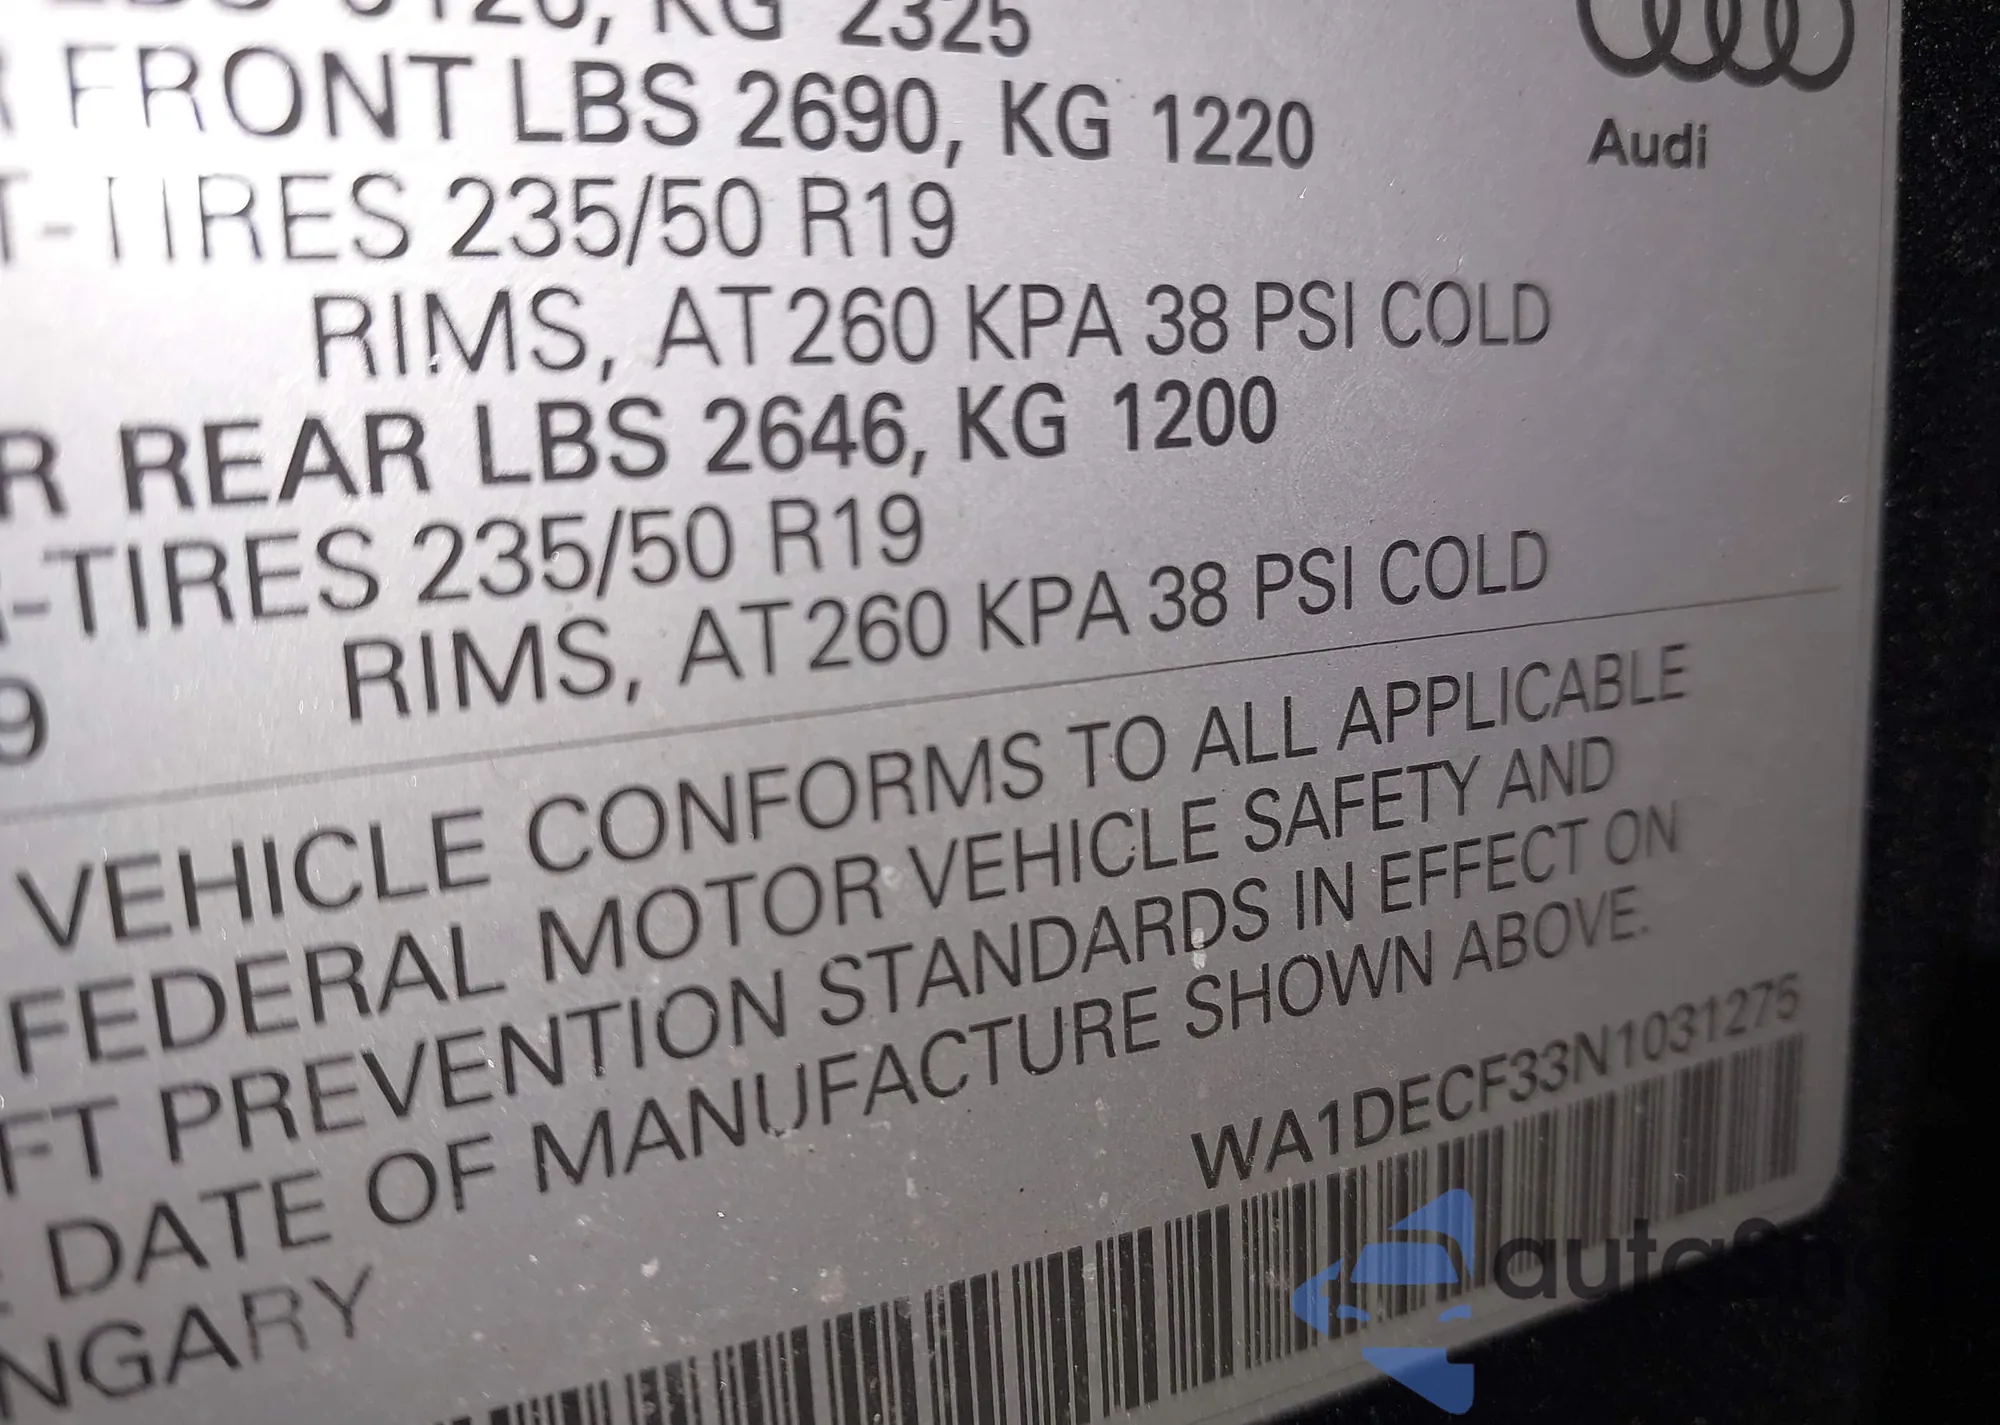 KG 2325
FRONT LBS 2690, KG 1220
Audi
-TIRES 235/50 R19
RIMS, AT 260 KPA 38 PSI COLD
R REAR LBS 2646, KG 1200
-TIRES 235/50 R19
9 RIMS, AT 260 KPA 38 PSI COLD
VEHICLE CONFORMS TO ALL APPLICABLE
FEDERAL MOTOR VEHICLE SAFETY AND
FT PREVENTION STANDARDS IN EFFECT ON
DATE OF MANUFACTURE SHOWN ABOVE.
WA1DECF33N1031275
NGARY